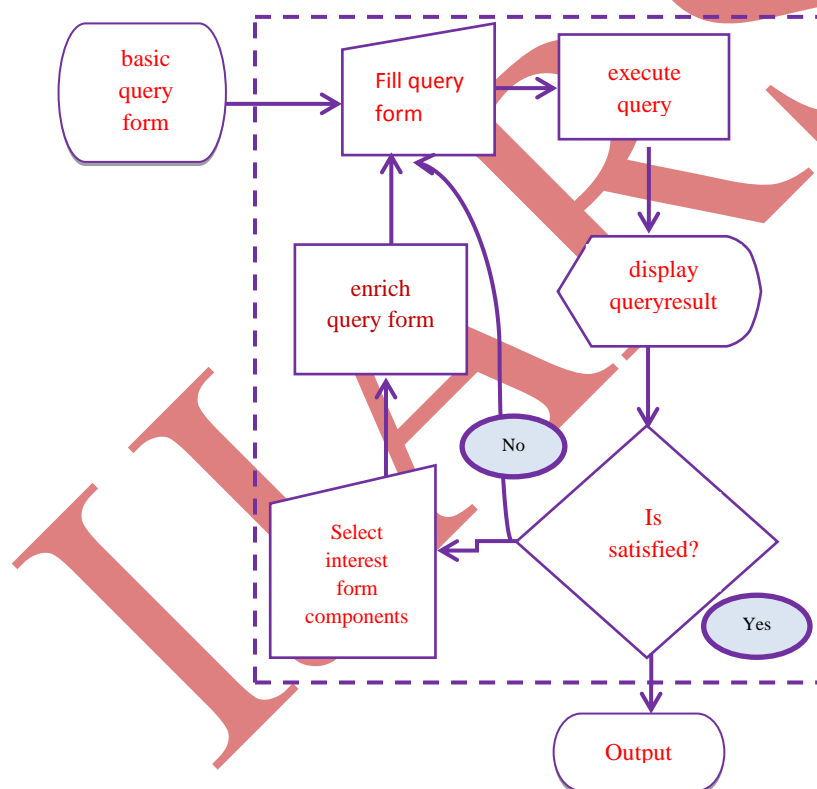 basic
query
form
Fill query
form
execute
query
display
queryresult
enrich
query form
No
Is
satisfied?
Select
interest
form
components
Yes
Output